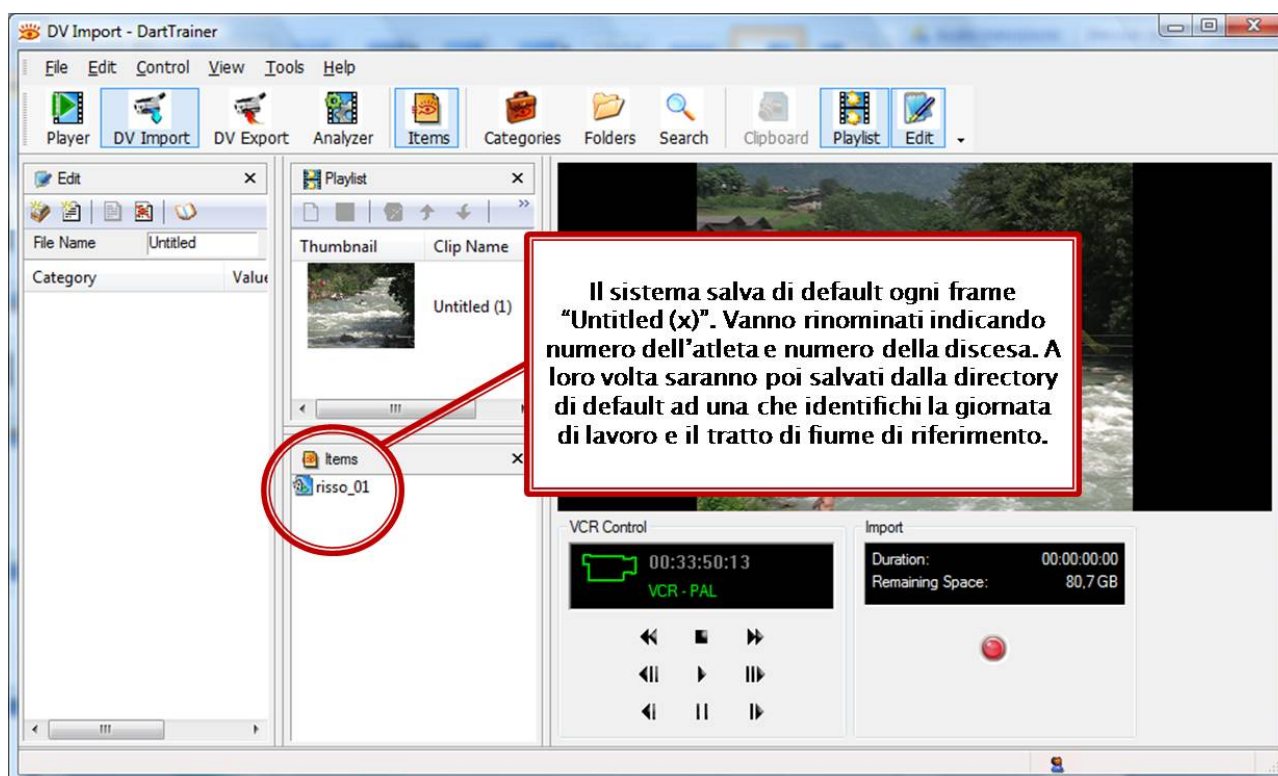 DV Import - DartTrainer
File Edit Control View Tools Help
Player DV Import DV Export Analyzer Items Categories Folders Search Clipboard Playlist Edit
Edit
File Name Untitled
Category Value
Playlist
Thumbnail Clip Name
Untitled (1)
Items
risso_01
Il sistema salva di default ogni frame
“Untitled (x)”. Vanno rinominati indicando
numero dell’atleta e numero della discesa. A
loro volta saranno poi salvati dalla directory
di default ad una che identifichi la giornata
di lavoro e il tratto di fiume di riferimento.
VCR Control
00:33:50:13
VCR - PAL
Import
Duration: 00:00:00:00
Remaining Space: 80,7 GB